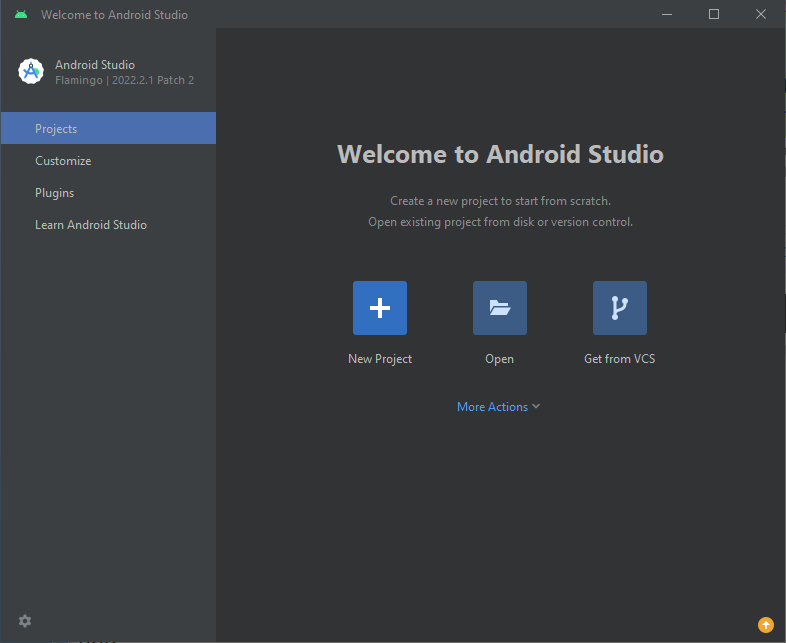 Welcome to Android Studio
Android Studio
Flamingo | 2022.2.1 Patch 2
Projects
Customize
Plugins
Learn Android Studio
Welcome to Android Studio
Create a new project to start from scratch.
Open existing project from disk or version control.
New Project
Open
Get from VCS
More Actions